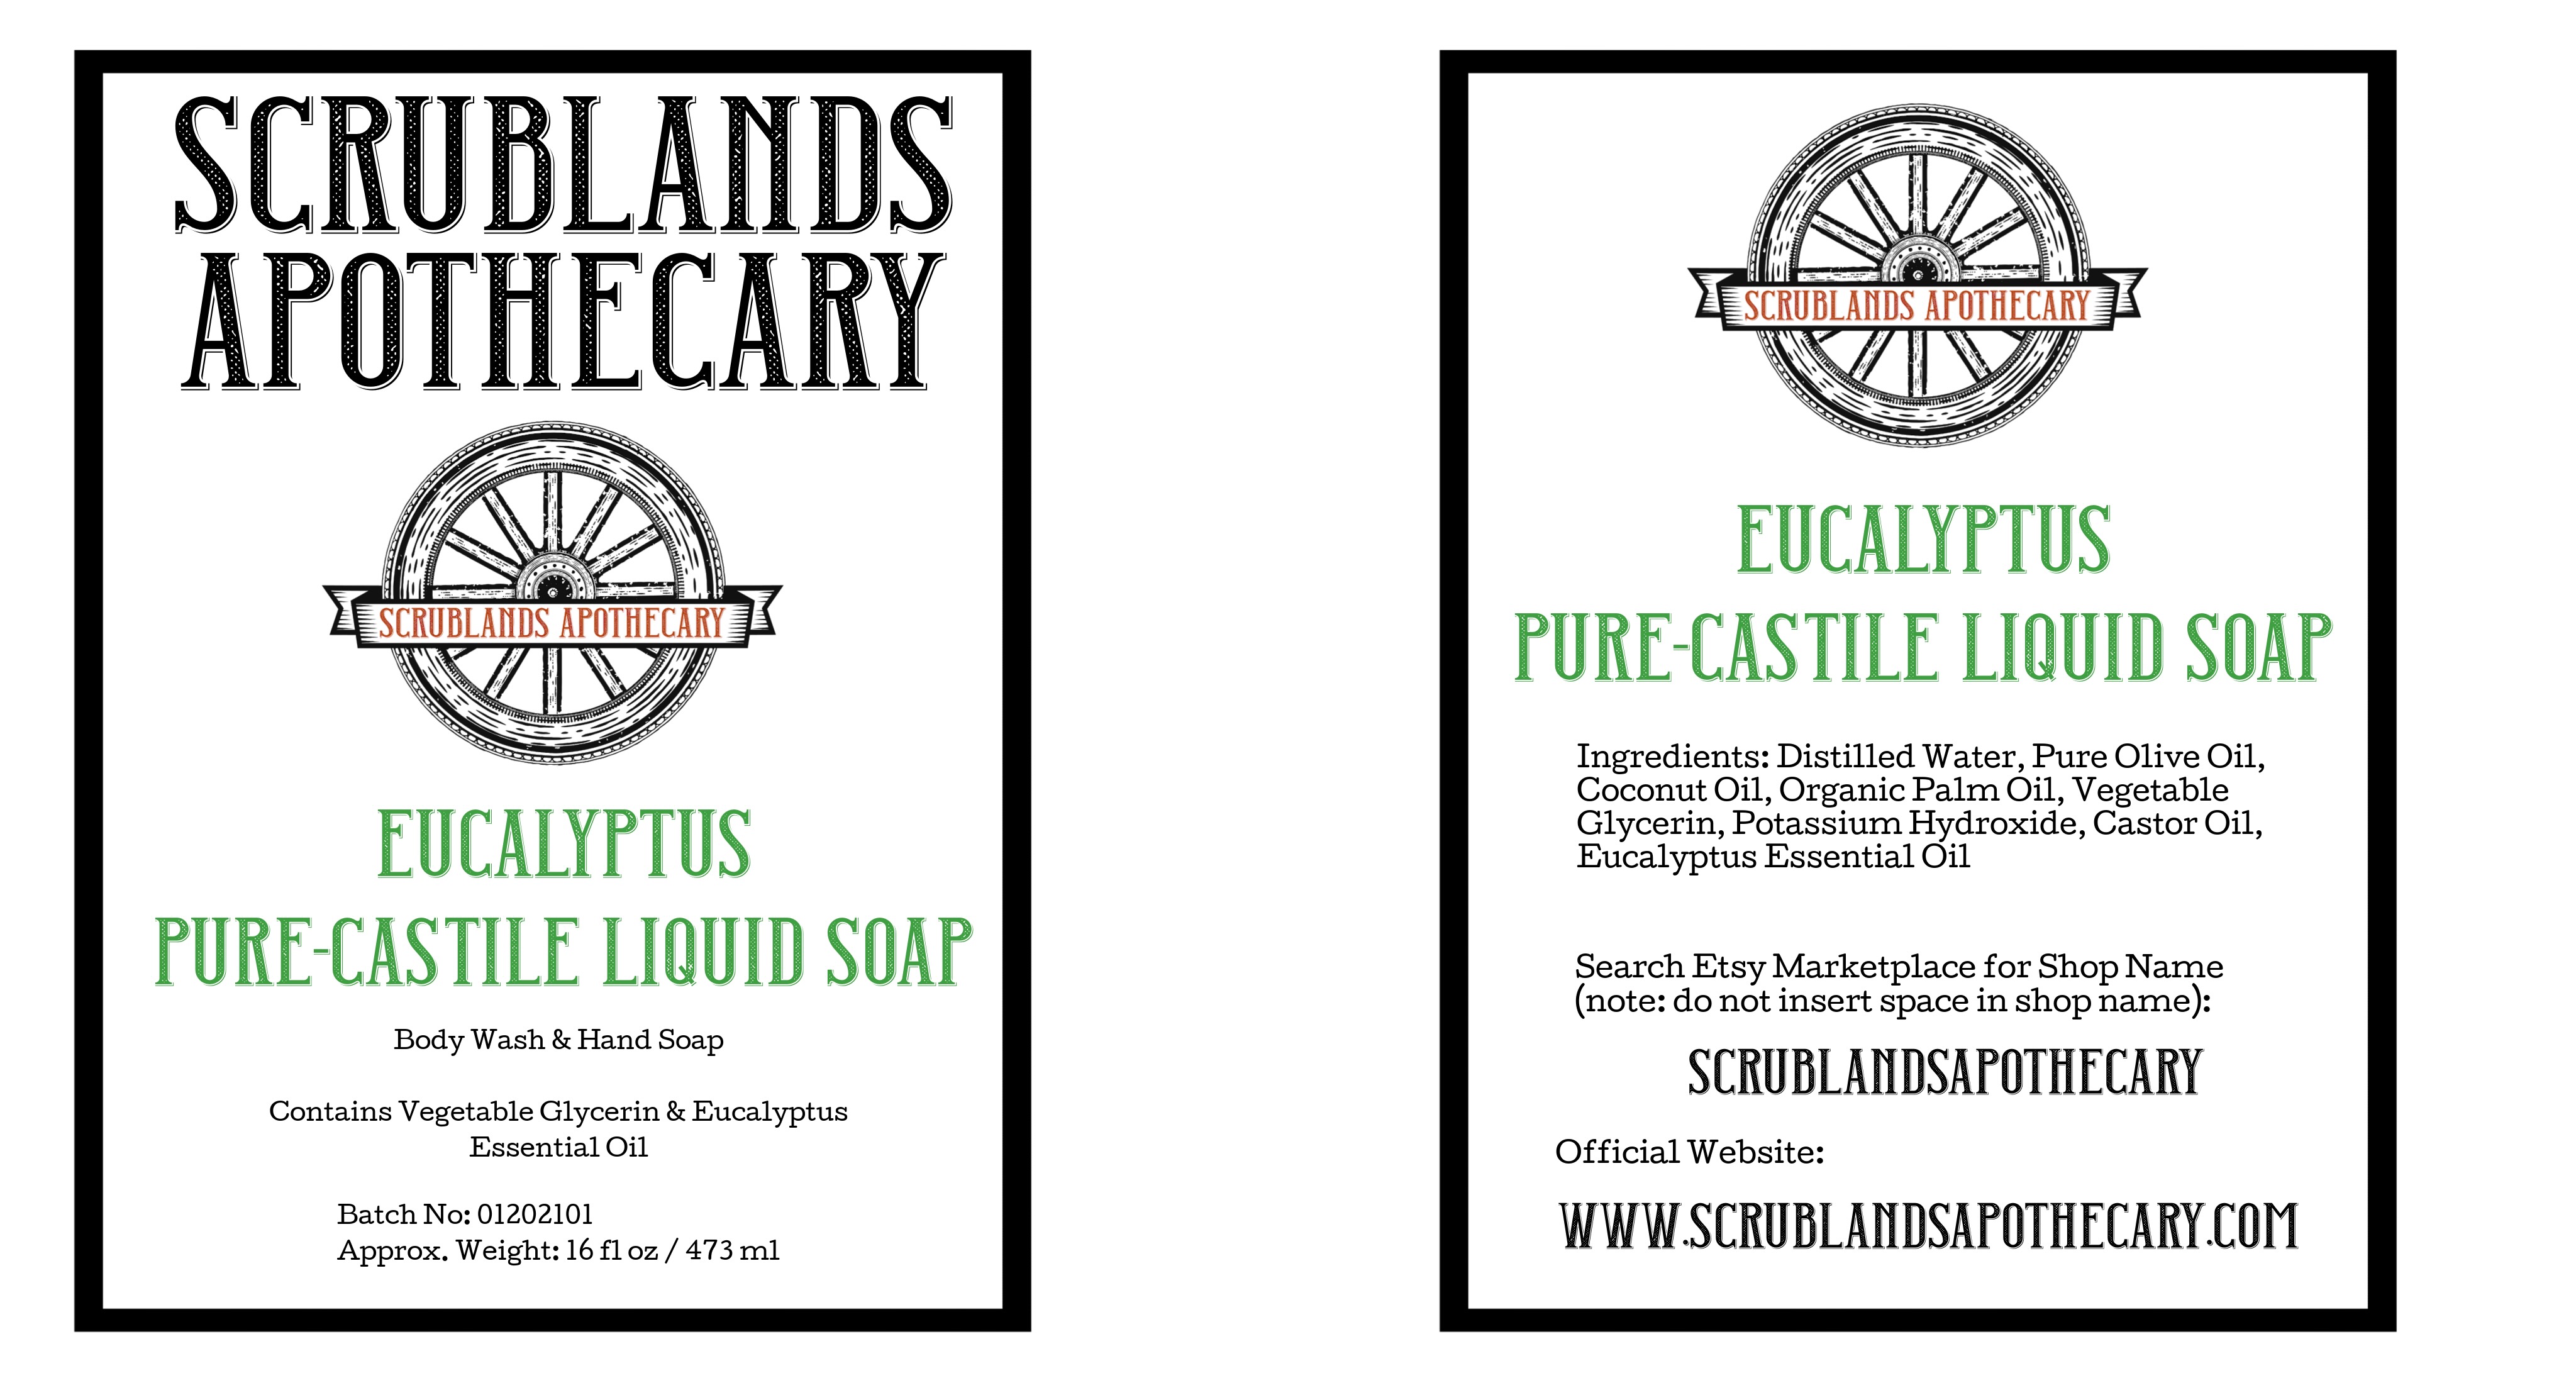 SCRUBLANDS
APOTHECARY
SCRUBLANDS APOTHECARY
EUCALYPTUS
PURE-CASTILE LIQUID SOAP
Body Wash & Hand Soap
Contains Vegetable Glycerin & Eucalyptus
Essential Oil
Batch No: 01202101
Approx. Weight: 16 fl oz / 473 ml
SCRUBLANDS APOTHECARY
EUCALYPTUS
PURE-CASTILE LIQUID SOAP
Ingredients: Distilled Water, Pure Olive Oil,
Coconut Oil, Organic Palm Oil, Vegetable
Glycerin, Potassium Hydroxide, Castor Oil,
Eucalyptus Essential Oil
Search Etsy Marketplace for Shop Name
(note: do not insert space in shop name):
SCRUBLANDSAPOTHECARY
Official Website:
WWW.SCRUBLANDSAPOTHECARY.COM